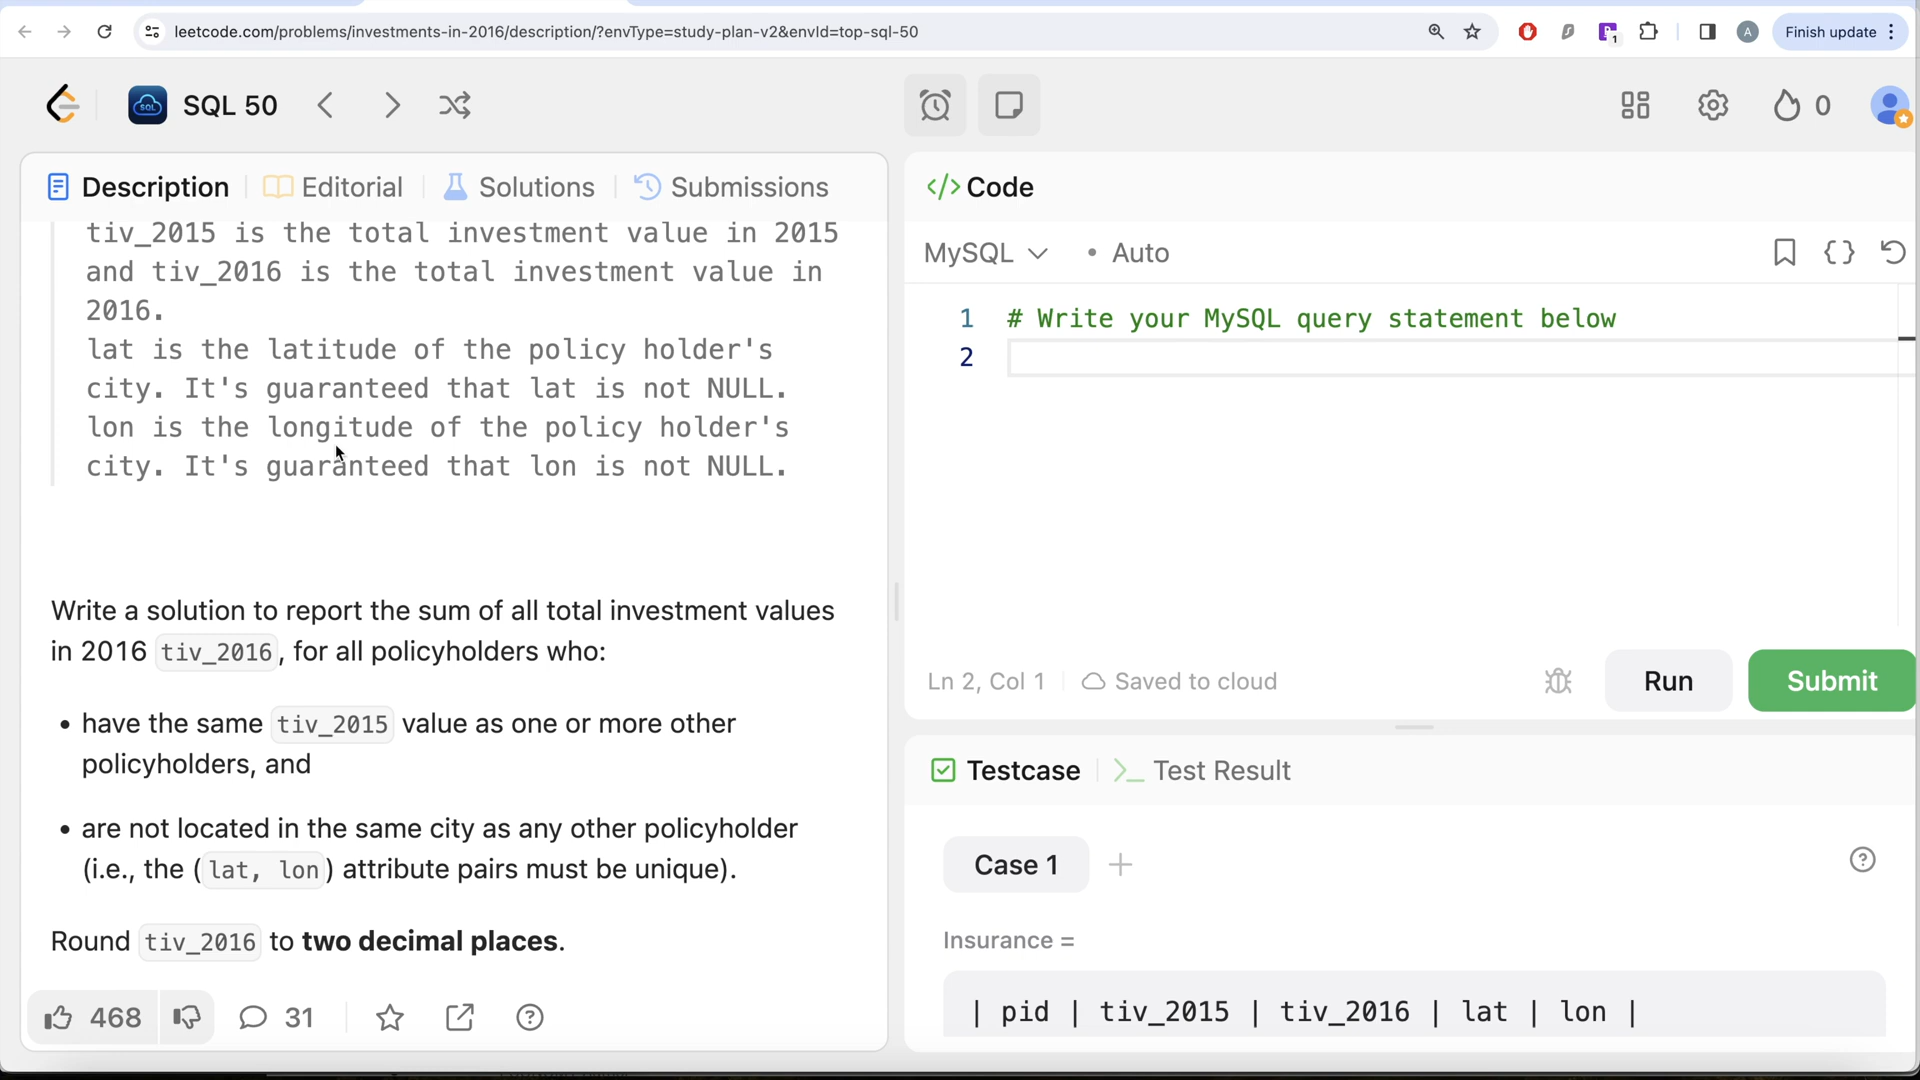 leetcode.com/problems/investments-in-2016/description/?envType=study-plan-v2&envId=top-sql-50
1
A
Finish update
SQL
SQL 50
0
Description
Editorial
Solutions
Submissions
tiv_2015 is the total investment value in 2015
and tiv_2016 is the total investment value in
2016.
lat is the latitude of the policy holder's
city. It's guaranteed that lat is not NULL.
lon is the longitude of the policy holder's
city. It's guaranteed that lon is not NULL.
Write a solution to report the sum of all total investment values
in 2016 tiv_2016, for all policyholders who:
• have the same tiv_2015 value as one or more other
policyholders, and
• are not located in the same city as any other policyholder
(i.e., the (lat, lon) attribute pairs must be unique).
Round tiv_2016 to two decimal places.
468
31
</> Code
MySQL
• Auto
{}
1 # Write your MySQL query statement below
2
Ln 2, Col 1
Saved to cloud
Run
Submit
Testcase
>_ Test Result
Case 1
+
?
Insurance =
| pid | tiv_2015 | tiv_2016 | lat | lon |